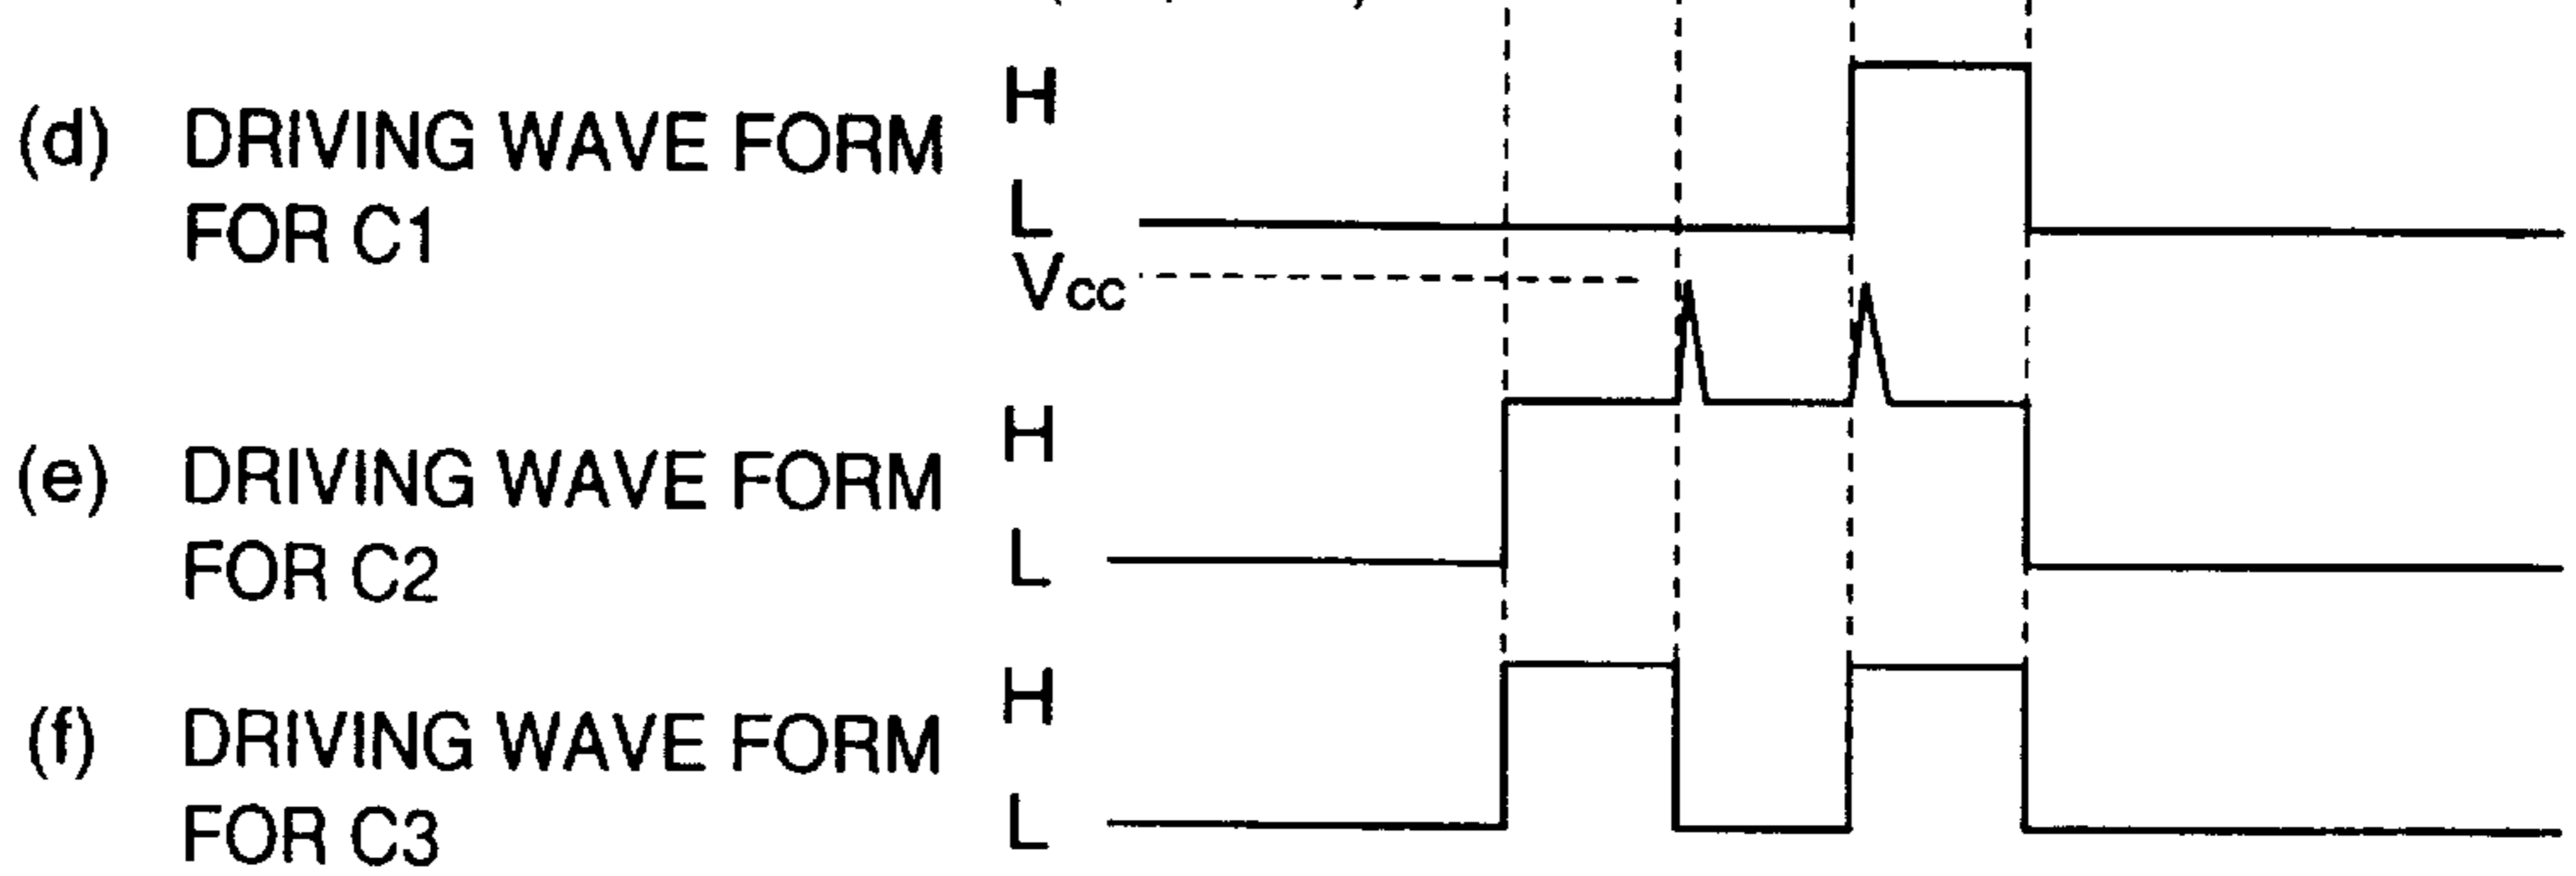 H
(d) DRIVING WAVE FORM
L
FOR C1
Vcc
H
(e) DRIVING WAVE FORM
L
FOR C2
H
(f) DRIVING WAVE FORM
L
FOR C3